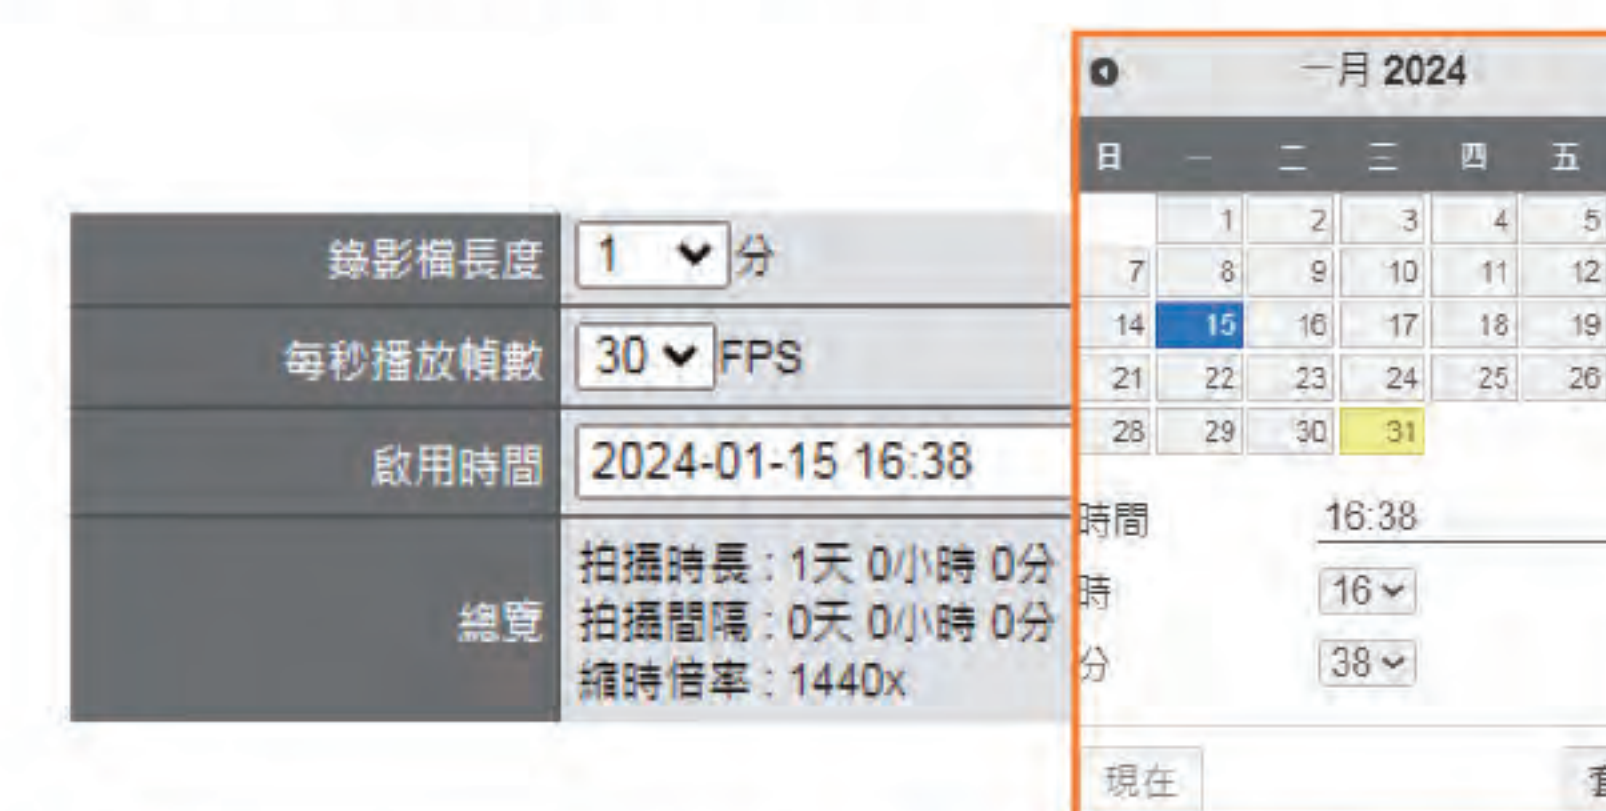 錄影檔長度 1 分
每秒播放幀數 30 FPS
啟用時間 2024-01-15 16:38
總覽
拍攝時長 : 1天 0小時 0分
拍攝間隔 : 0天 0小時 0分
縮時倍率 : 1440x
一月 2024
日 一 二 三 四 五
1 2 3 4 5
7 8 9 10 11 12
14 15 16 17 18 19
21 22 23 24 25 26
28 29 30 31
時間 16:38
時 16
分 38
現在